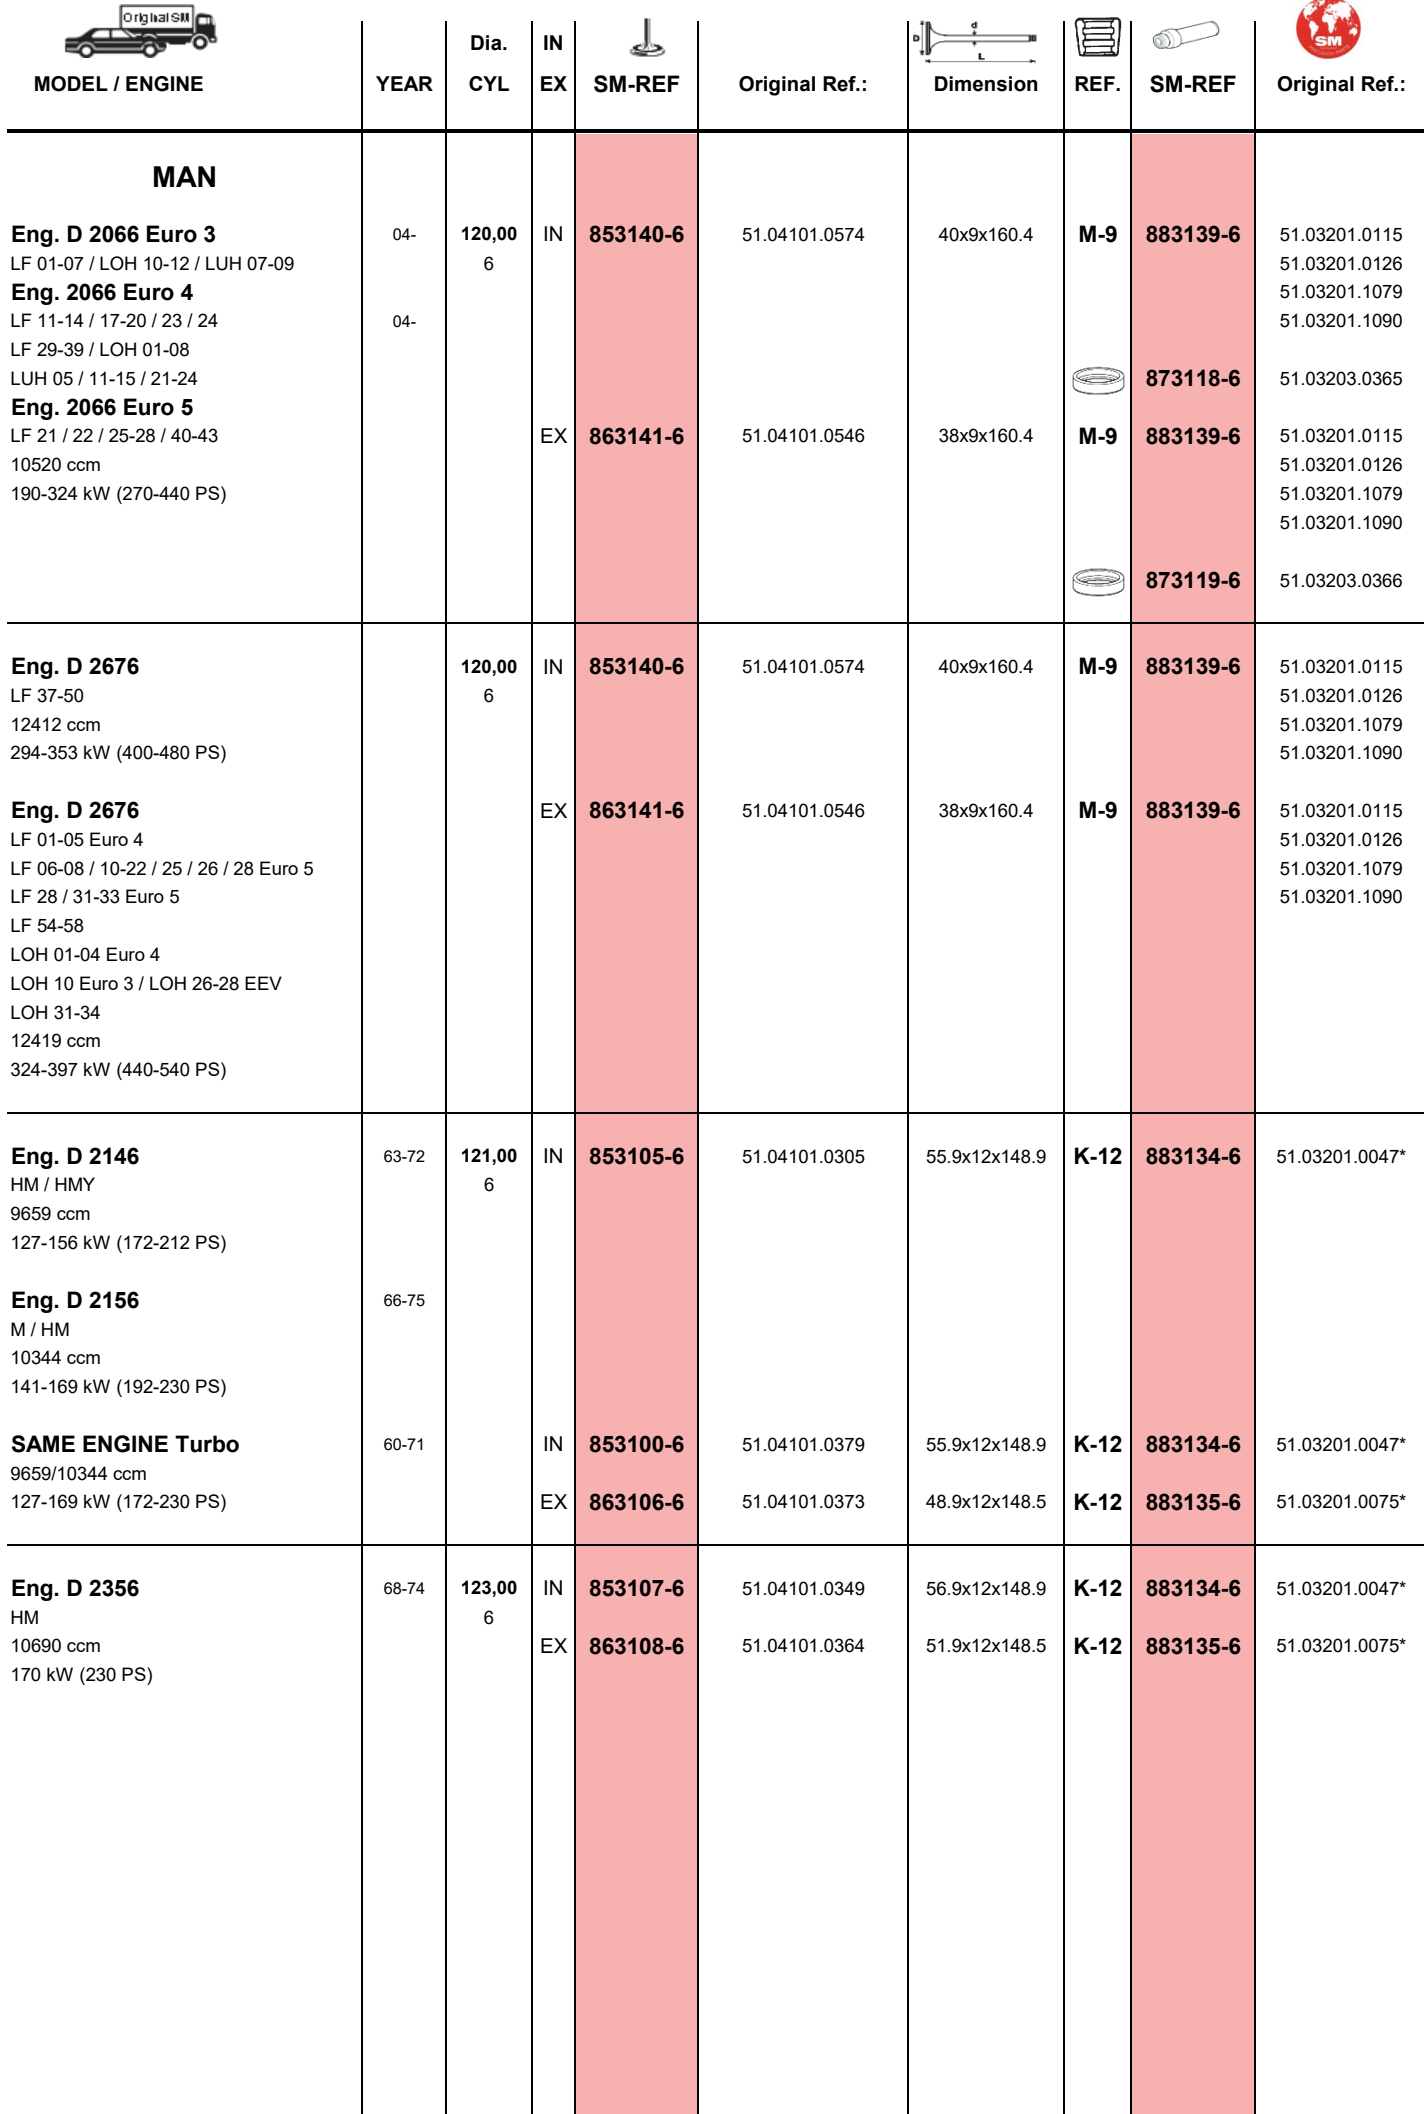 Original SM
Dia. IN
MODEL / ENGINE YEAR CYL EX SM-REF Original Ref.: Dimension REF. SM-REF Original Ref.:
D d L
SM
MAN
Eng. D 2066 Euro 3 04- 120,00 IN 853140-6 51.04101.0574 40x9x160.4 M-9 883139-6 51.03201.0115
LF 01-07 / LOH 10-12 / LUH 07-09 6 51.03201.0126
Eng. 2066 Euro 4 51.03201.1079
LF 11-14 / 17-20 / 23 / 24 04- 51.03201.1090
LF 29-39 / LOH 01-08
LUH 05 / 11-15 / 21-24 873118-6 51.03203.0365
Eng. 2066 Euro 5
LF 21 / 22 / 25-28 / 40-43 EX 863141-6 51.04101.0546 38x9x160.4 M-9 883139-6 51.03201.0115
10520 ccm 51.03201.0126
190-324 kW (270-440 PS) 51.03201.1079
51.03201.1090
873119-6 51.03203.0366
Eng. D 2676 120,00 IN 853140-6 51.04101.0574 40x9x160.4 M-9 883139-6 51.03201.0115
LF 37-50 6 51.03201.0126
12412 ccm 51.03201.1079
294-353 kW (400-480 PS) 51.03201.1090
Eng. D 2676 EX 863141-6 51.04101.0546 38x9x160.4 M-9 883139-6 51.03201.0115
LF 01-05 Euro 4 51.03201.0126
LF 06-08 / 10-22 / 25 / 26 / 28 Euro 5 51.03201.1079
LF 28 / 31-33 Euro 5 51.03201.1090
LF 54-58
LOH 01-04 Euro 4
LOH 10 Euro 3 / LOH 26-28 EEV
LOH 31-34
12419 ccm
324-397 kW (440-540 PS)
Eng. D 2146 63-72 121,00 IN 853105-6 51.04101.0305 55.9x12x148.9 K-12 883134-6 51.03201.0047*
HM / HMY 6
9659 ccm
127-156 kW (172-212 PS)
Eng. D 2156 66-75
M / HM
10344 ccm
141-169 kW (192-230 PS)
SAME ENGINE Turbo 60-71 IN 853100-6 51.04101.0379 55.9x12x148.9 K-12 883134-6 51.03201.0047*
9659/10344 ccm
127-169 kW (172-230 PS) EX 863106-6 51.04101.0373 48.9x12x148.5 K-12 883135-6 51.03201.0075*
Eng. D 2356 68-74 123,00 IN 853107-6 51.04101.0349 56.9x12x148.9 K-12 883134-6 51.03201.0047*
HM 6
10690 ccm EX 863108-6 51.04101.0364 51.9x12x148.5 K-12 883135-6 51.03201.0075*
170 kW (230 PS)